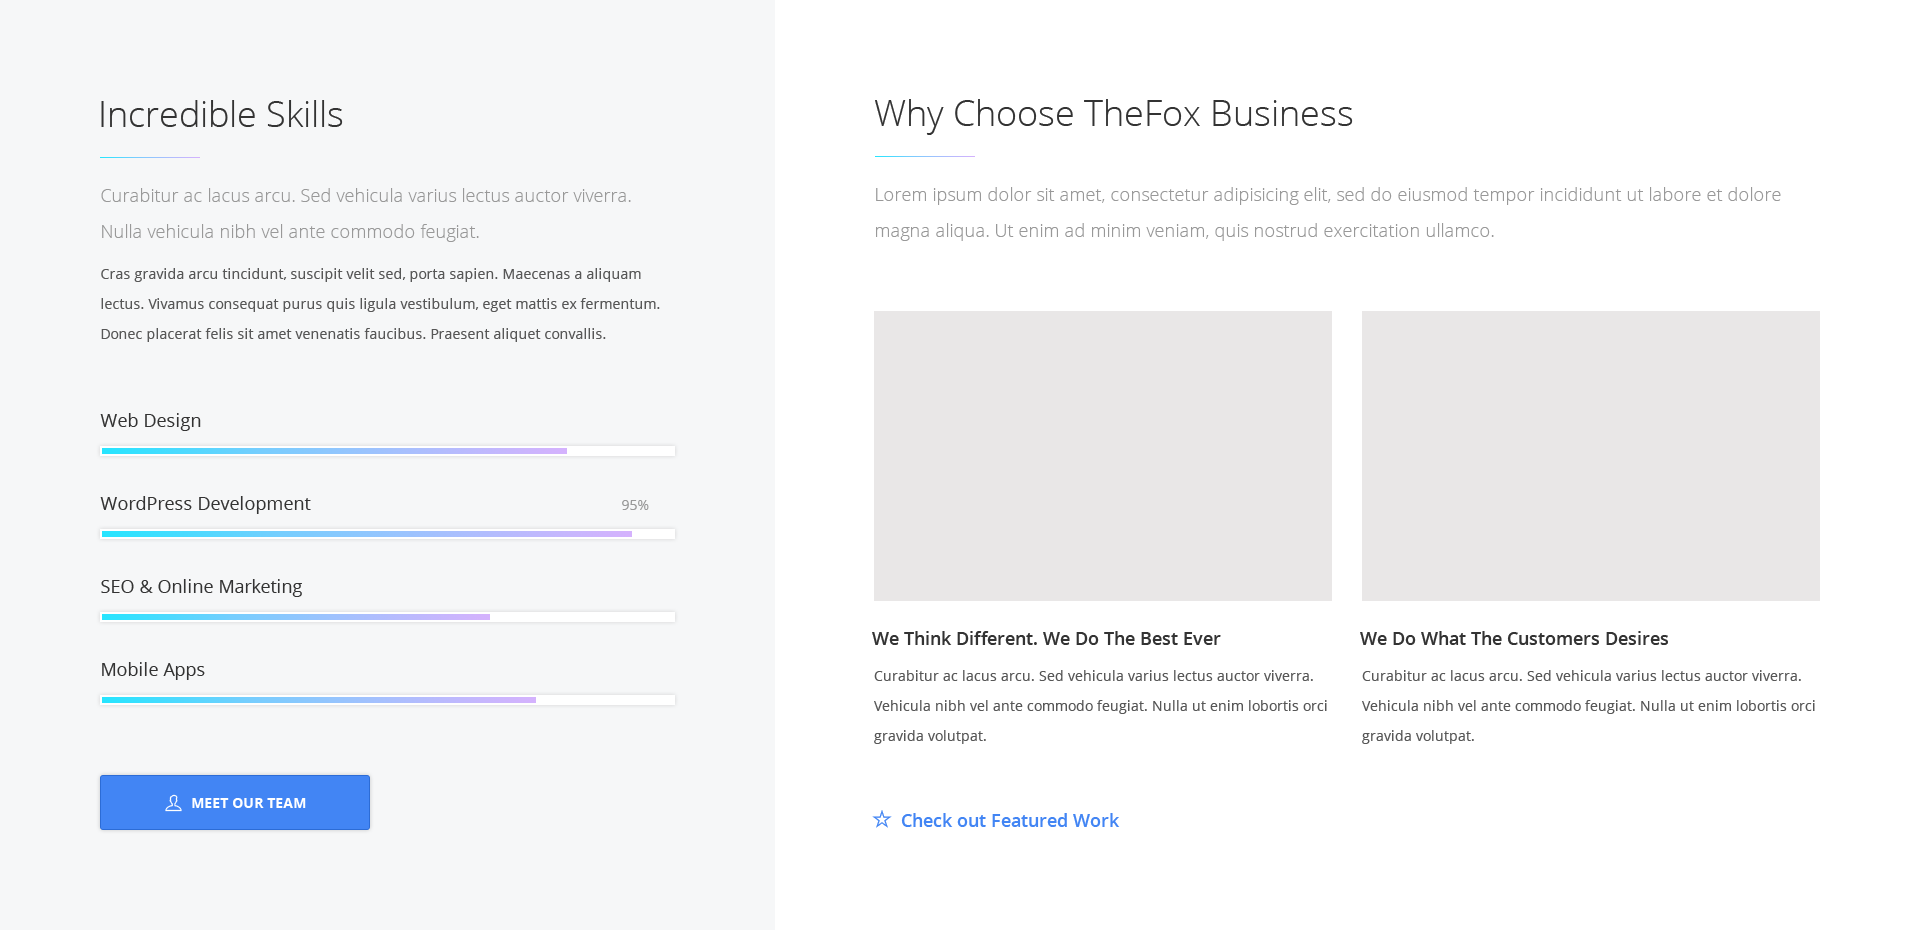 Incredible Skills
Curabitur ac lacus arcu. Sed vehicula varius lectus auctor viverra.
Nulla vehicula nibh vel ante commodo feugiat.
Cras gravida arcu tincidunt, suscipit velit sed, porta sapien. Maecenas a aliquam
lectus. Vivamus consequat purus quis ligula vestibulum, eget mattis ex fermentum.
Donec placerat felis sit amet venenatis faucibus. Praesent aliquet convallis.
Web Design
WordPress Development 95%
SEO & Online Marketing
Mobile Apps
MEET OUR TEAM
Why Choose TheFox Business
Lorem ipsum dolor sit amet, consectetur adipisicing elit, sed do eiusmod tempor incididunt ut labore et dolore
magna aliqua. Ut enim ad minim veniam, quis nostrud exercitation ullamco.
We Think Different. We Do The Best Ever
Curabitur ac lacus arcu. Sed vehicula varius lectus auctor viverra.
Vehicula nibh vel ante commodo feugiat. Nulla ut enim lobortis orci
gravida volutpat.
We Do What The Customers Desires
Curabitur ac lacus arcu. Sed vehicula varius lectus auctor viverra.
Vehicula nibh vel ante commodo feugiat. Nulla ut enim lobortis orci
gravida volutpat.
Check out Featured Work